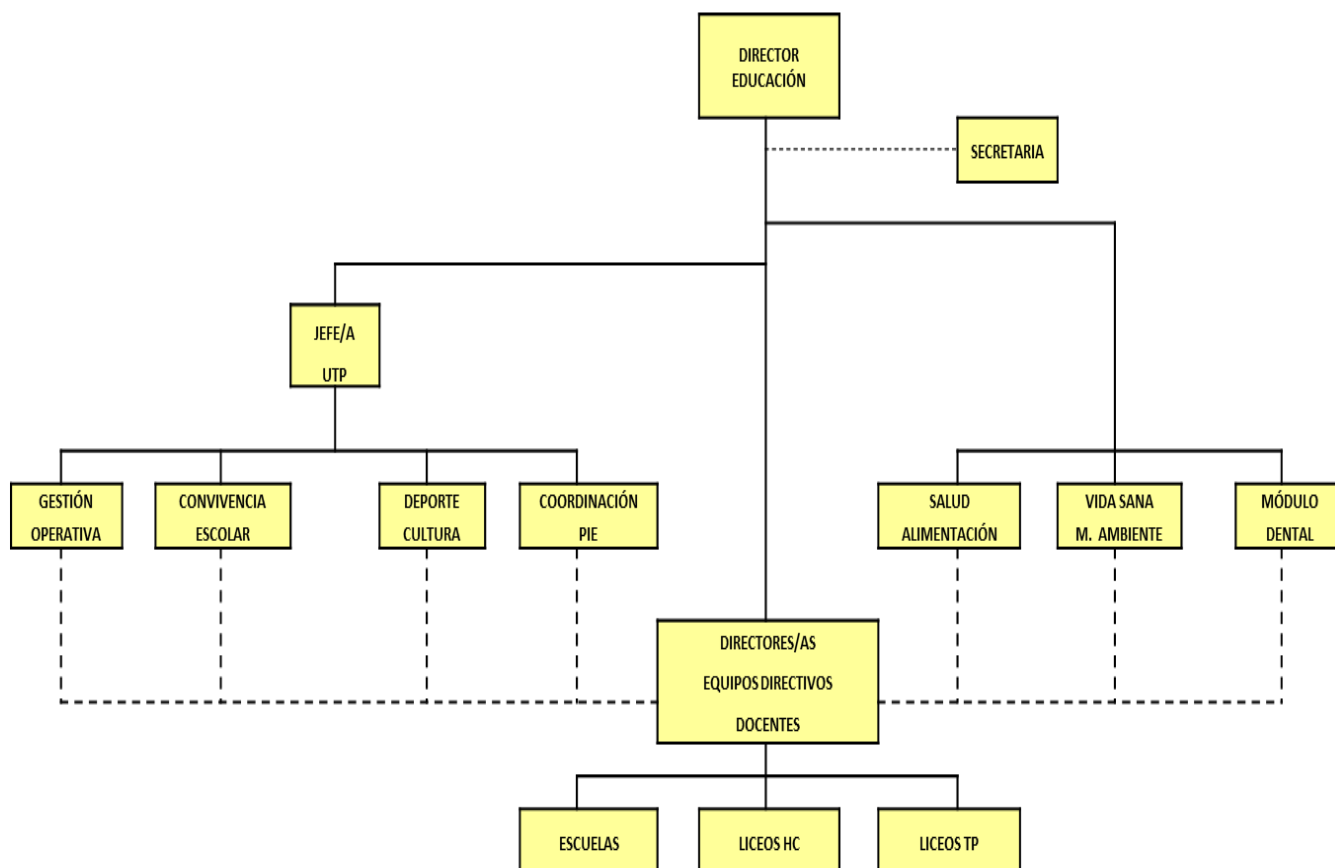 DIRECTOR
EDUCACIÓN
SECRETARIA
JEFE/A
UTP
GESTIÓN
OPERATIVA
CONVIVENCIA
ESCOLAR
DEPORTE
CULTURA
COORDINACIÓN
PIE
SALUD
ALIMENTACIÓN
VIDA SANA
M. AMBIENTE
MÓDULO
DENTAL
DIRECTORES/AS
EQUIPOS DIRECTIVOS
DOCENTES
ESCUELAS
LICEOS HC
LICEOS TP